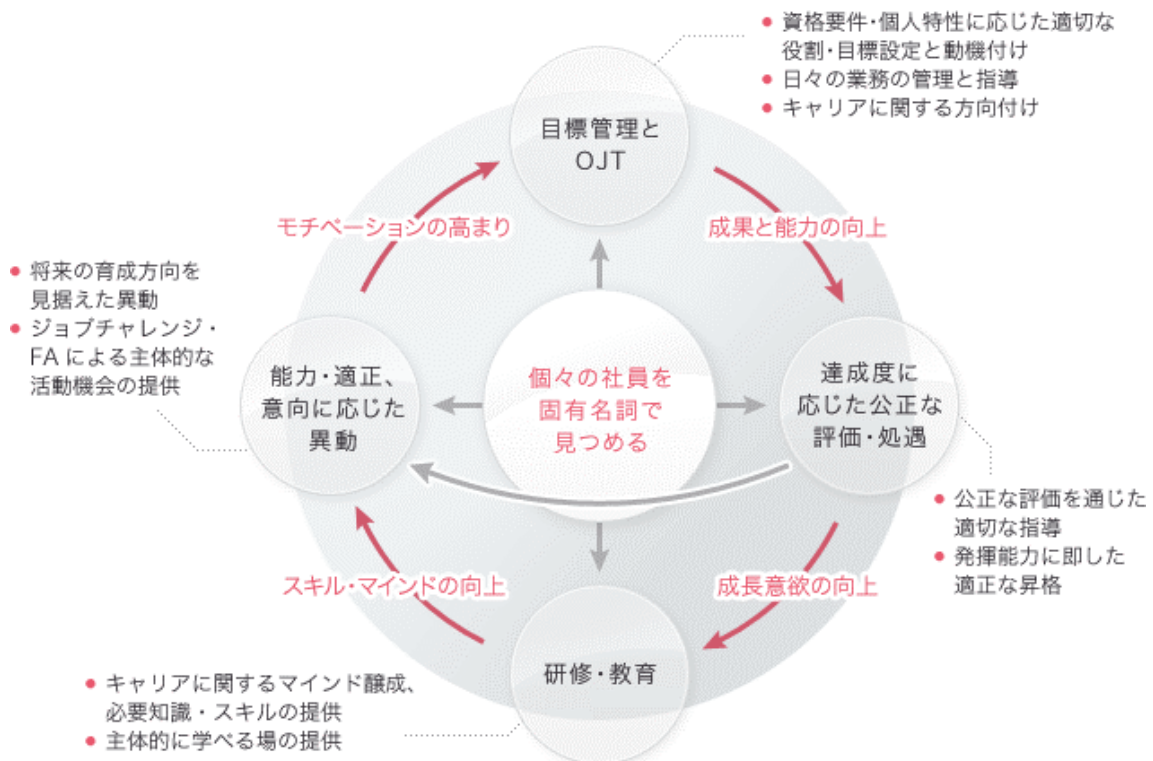 資格要件・個人特性に応じた適切な
役割・目標設定と動機付け
日々の業務の管理と指導
キャリアに関する方向付け
目標管理と
OJT
モチベーションの高まり
成果と能力の向上
将来の育成方向を
見据えた異動
ジョブチャレンジ・
FAによる主体的な
活動機会の提供
能力・適正、
意向に応じた
異動
個々の社員を
固有名詞で
見つめる
達成度に
応じた公正な
評価・処遇
公正な評価を通じた
適切な指導
発揮能力に即した
適正な昇格
スキル・マインドの向上
成長意欲の向上
研修・教育
キャリアに関するマインド醸成、
必要知識・スキルの提供
主体的に学べる場の提供